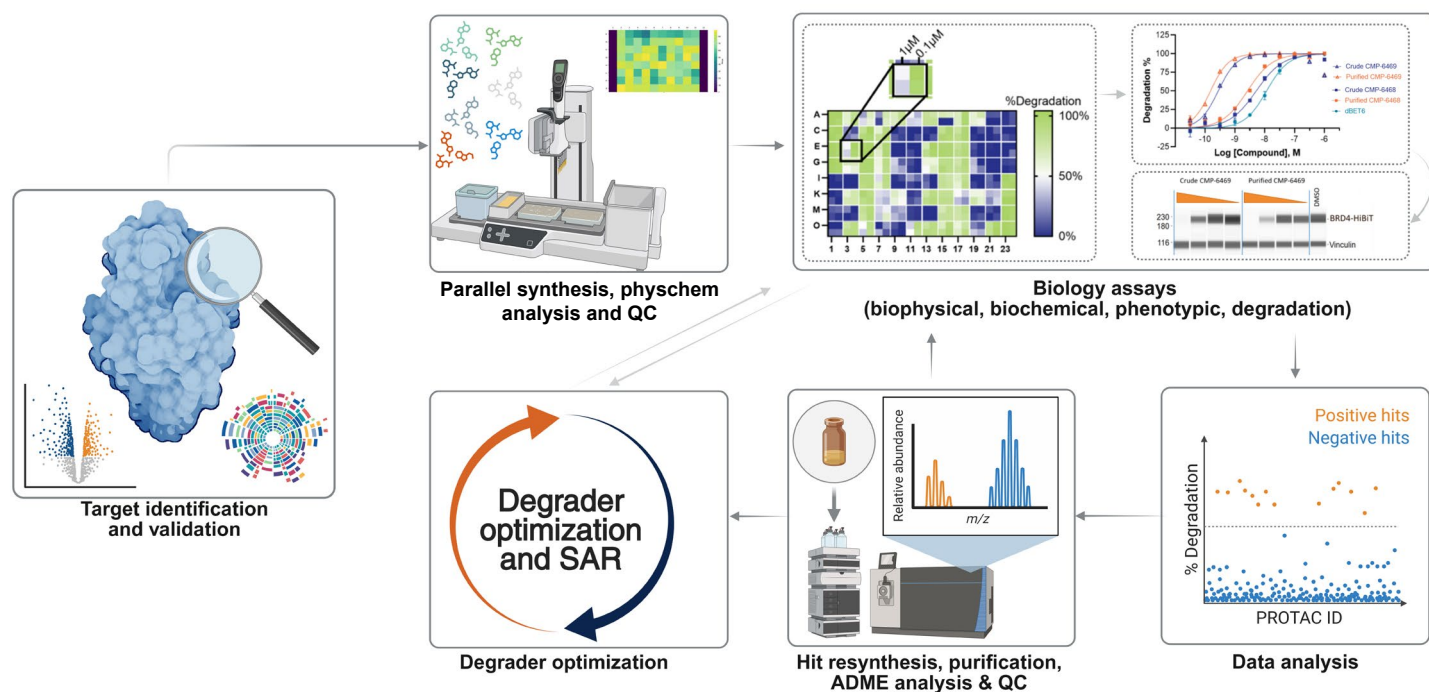 Target identification
and validation
Parallel synthesis, physchem
analysis and QC
1µM
0.1µM
%Degradation
100%
50%
0%
A
C
E
G
I
K
M
O
1 3 5 7 9 11 13 15 17 19 21 23
Degradation %
125
100
75
50
25
0
-25
-10 -9 -8 -7 -6
Log [Compound], M
Crude CMP-6469
Purified CMP-6469
Crude CMP-6468
Purified CMP-6468
dBET6
Crude CMP-6469 Purified CMP-6469 DMSO
230
180
116
BRD4-HiBiT
Vinculin
Biology assays
(biophysical, biochemical, phenotypic, degradation)
Degrader
optimization
and SAR
Degrader optimization
Relative abundance
m/z
Hit resynthesis, purification,
ADME analysis & QC
Positive hits
Negative hits
% Degradation
PROTAC ID
Data analysis